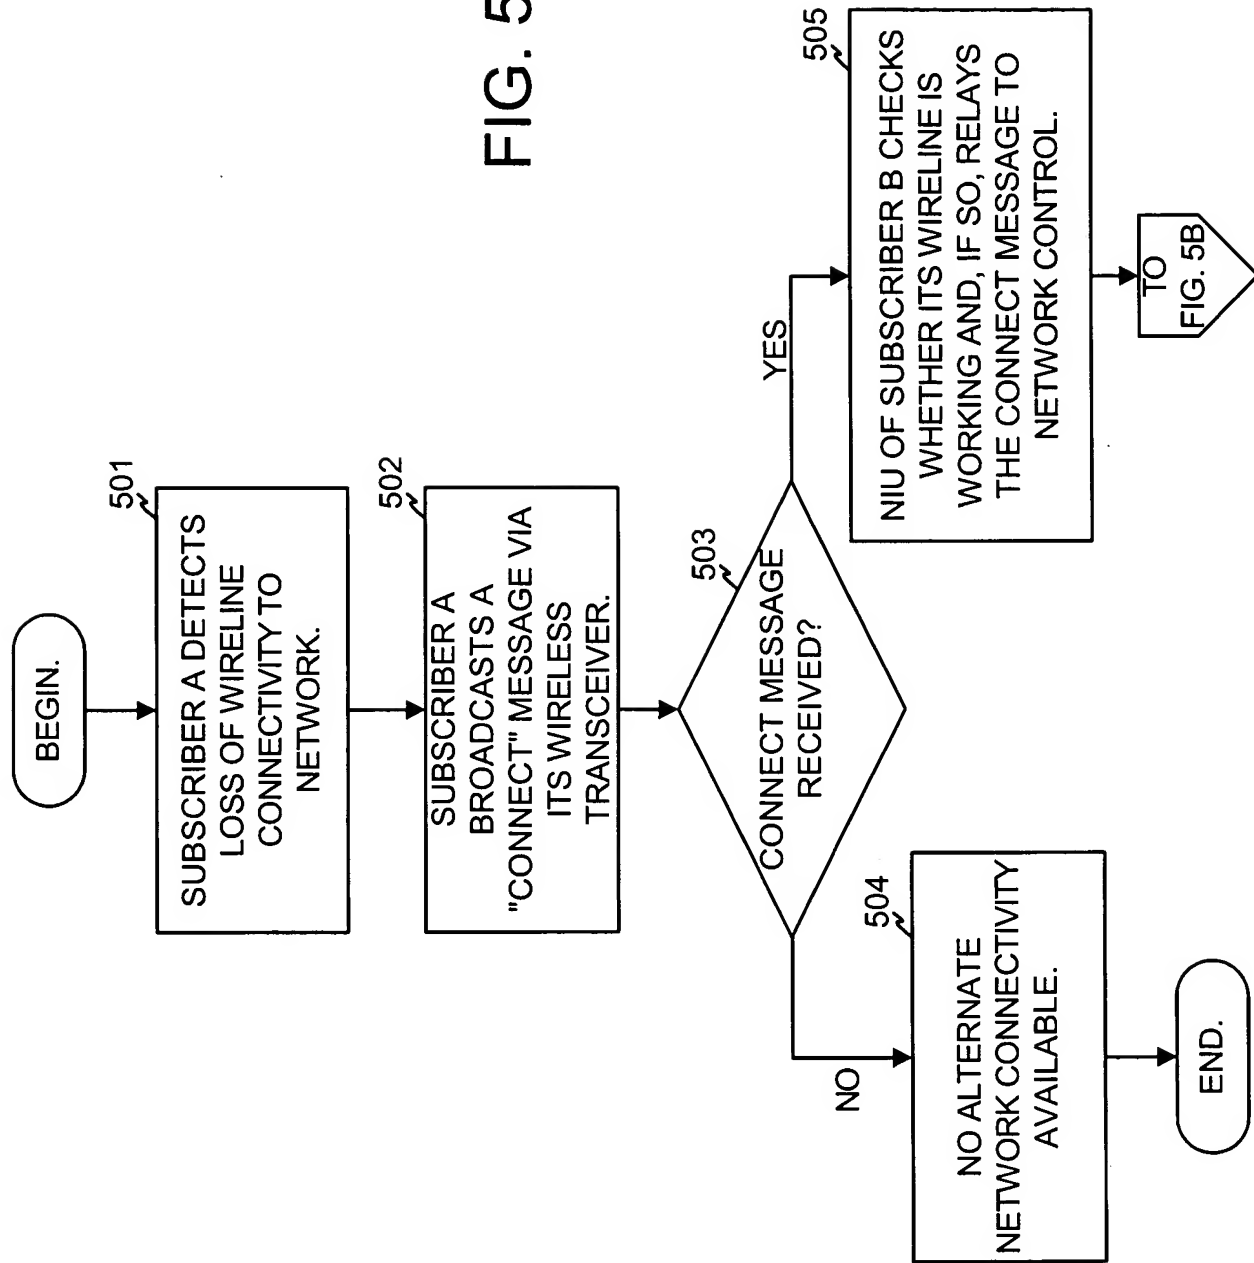 BEGIN.
501
SUBSCRIBER A DETECTS
LOSS OF WIRELINE
CONNECTIVITY TO
NETWORK.
502
SUBSCRIBER A
BROADCASTS A
"CONNECT" MESSAGE VIA
ITS WIRELESS
TRANSCEIVER.
503
CONNECT MESSAGE
RECEIVED?
NO
YES
504
NO ALTERNATE
NETWORK CONNECTIVITY
AVAILABLE.
END.
505
NIU OF SUBSCRIBER B CHECKS
WHETHER ITS WIRELINE IS
WORKING AND, IF SO, RELAYS
THE CONNECT MESSAGE TO
NETWORK CONTROL.
TO
FIG. 5B
FIG. 5